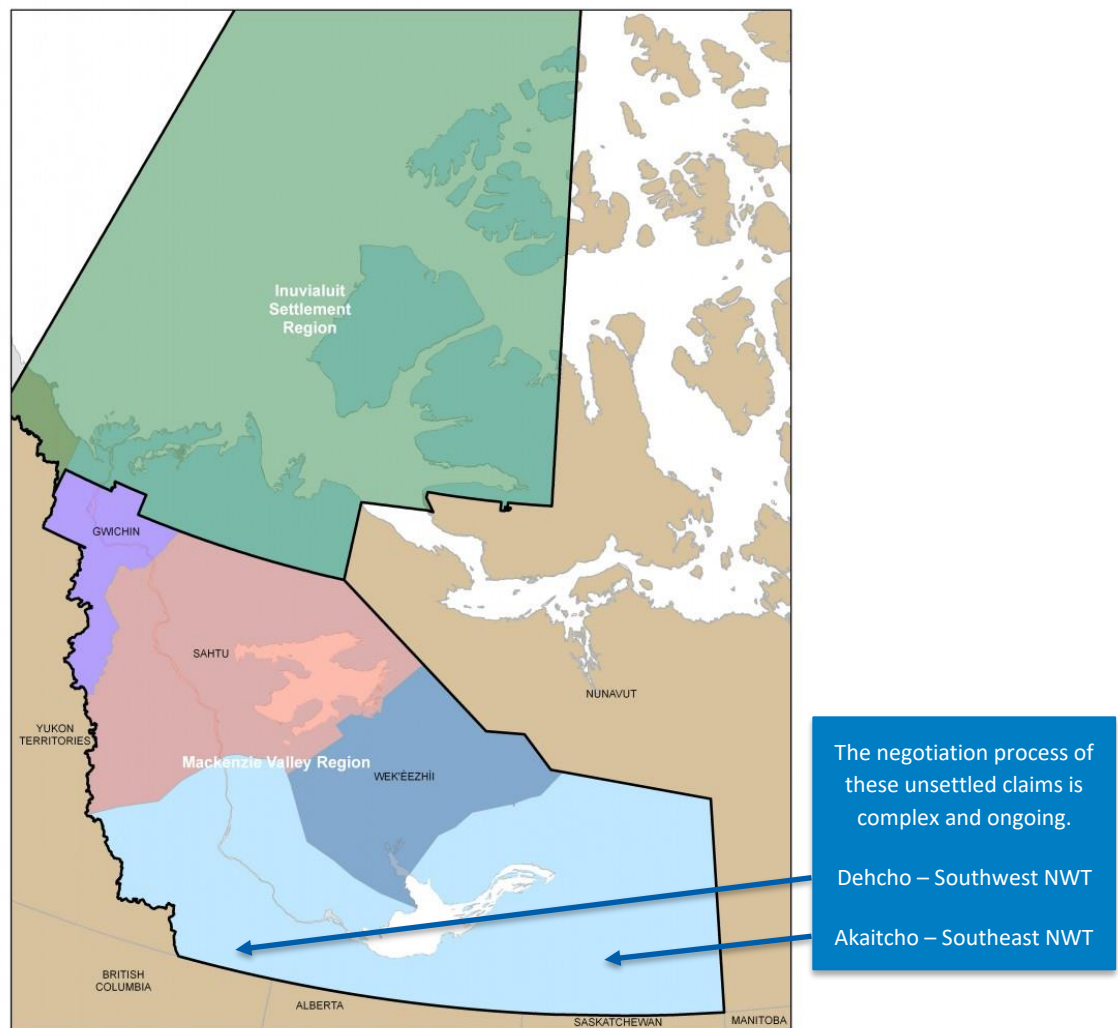 Inuvialuit
Settlement
Region
GWICHIN
SAHTU
NUNAVUT
YUKON
TERRITORIES
Mackenzie Valley Region
WEK'ÈEZHÌI
The negotiation process of
these unsettled claims is
complex and ongoing.
Dehcho – Southwest NWT
Akaitcho – Southeast NWT
BRITISH
COLUMBIA
ALBERTA
SASKATCHEWAN
MANITOBA